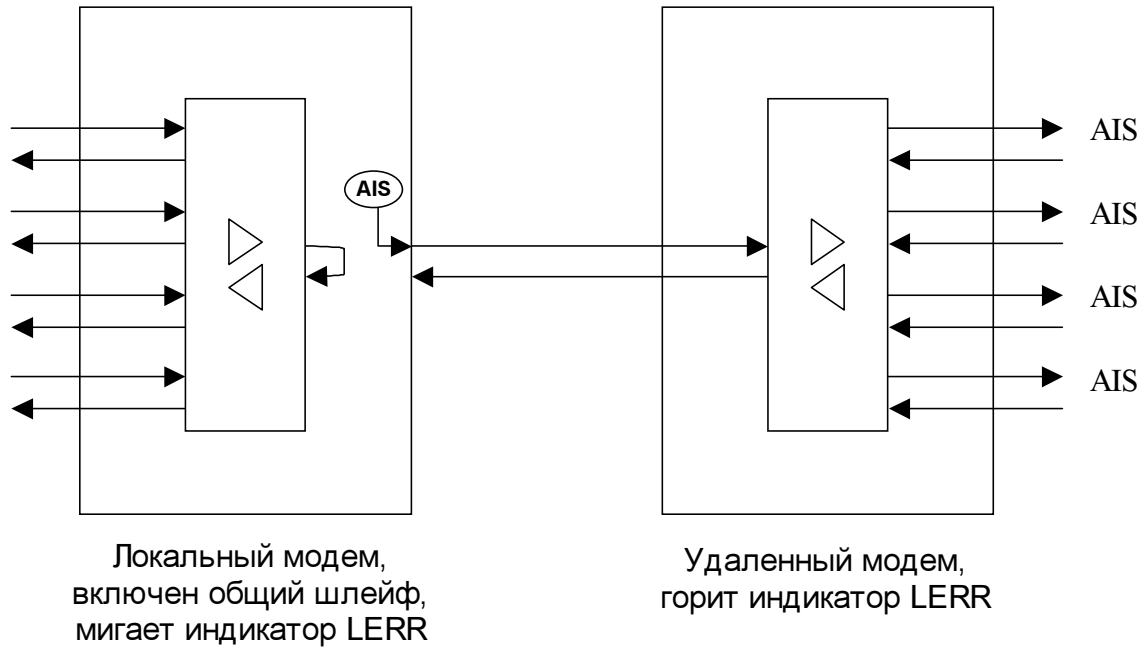 AIS
AIS
AIS
AIS
AIS
Локальный модем,
включен общий шлейф,
мигает индикатор LERR
Удаленный модем,
горит индикатор LERR